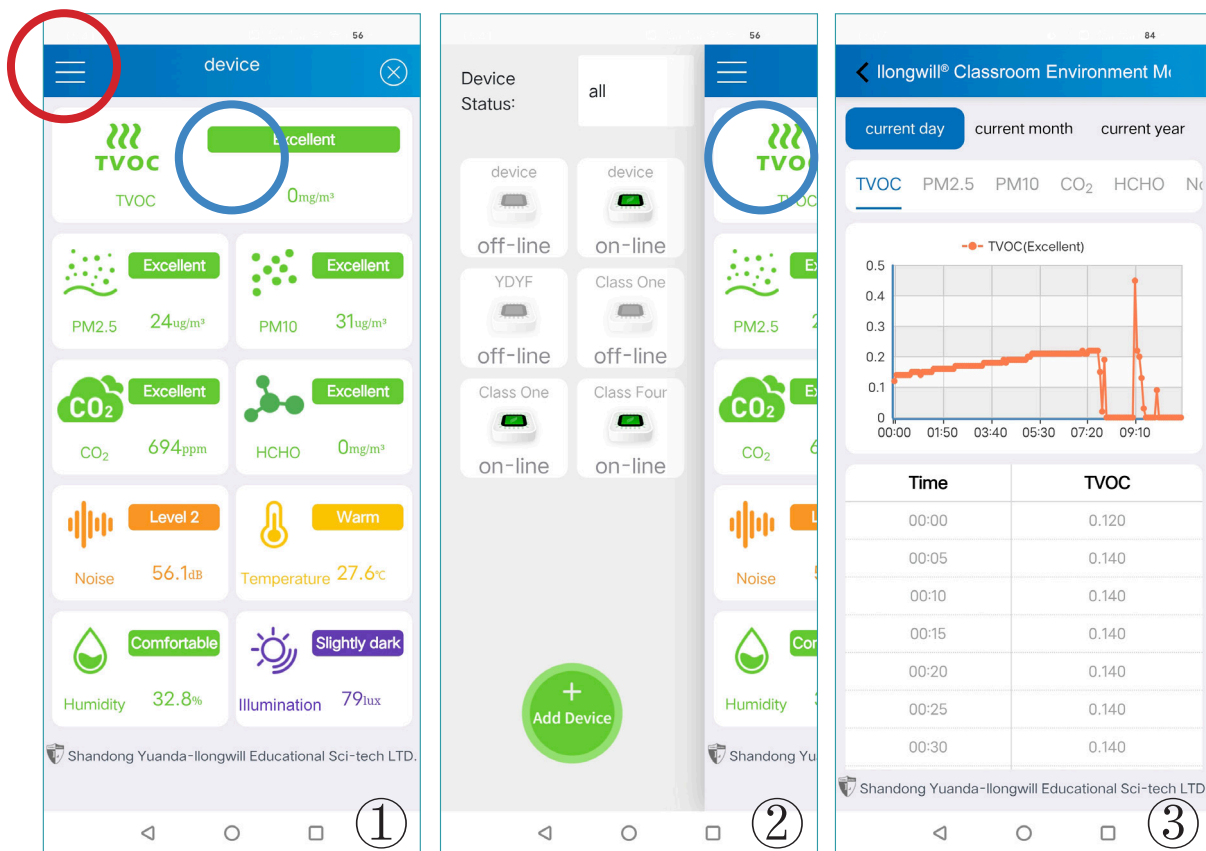 56
device
TVOC
Excellent
TVOC
0mg/m³
Excellent
PM2.5
24ug/m³
Excellent
PM10
31ug/m³
CO₂
Excellent
CO₂
694ppm
Excellent
HCHO
0mg/m³
Level 2
Noise
56.1dB
Warm
Temperature
27.6℃
Comfortable
Humidity
32.8%
Slightly dark
Illumination
79lux
Shandong Yuanda-llongwill Educational Sci-tech LTD.
①
56
Device
Status:
all
device
off-line
device
on-line
YDYF
off-line
Class One
off-line
Class One
on-line
Class Four
on-line
+
Add Device
TVO
TVOC
PM2.5
CO₂
CO₂
Noise
Humidity
Shandong Yu
②
84
llongwill® Classroom Environment M
current day current month current year
TVOC PM2.5 PM10 CO₂ HCHO
TVOC(Excellent)
0.5
0.4
0.3
0.2
0.1
0
00:00 01:50 03:40 05:30 07:20 09:10
Time TVOC
00:00 0.120
00:05 0.140
00:10 0.140
00:15 0.140
00:20 0.140
00:25 0.140
00:30 0.140
Shandong Yuanda-llongwill Educational Sci-tech LTD
③